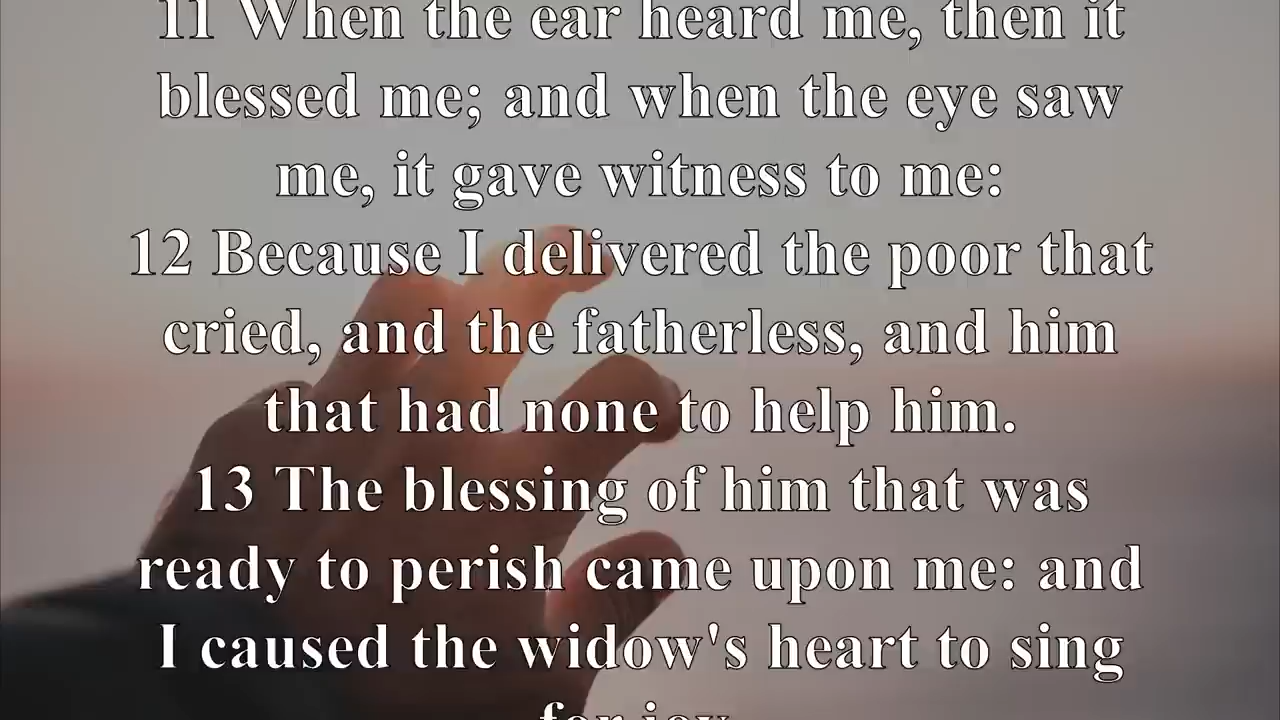 11 When the ear heard me, then it
blessed me; and when the eye saw
me, it gave witness to me:
12 Because I delivered the poor that
cried, and the fatherless, and him
that had none to help him.
13 The blessing of him that was
ready to perish came upon me: and
I caused the widow's heart to sing
for joy.